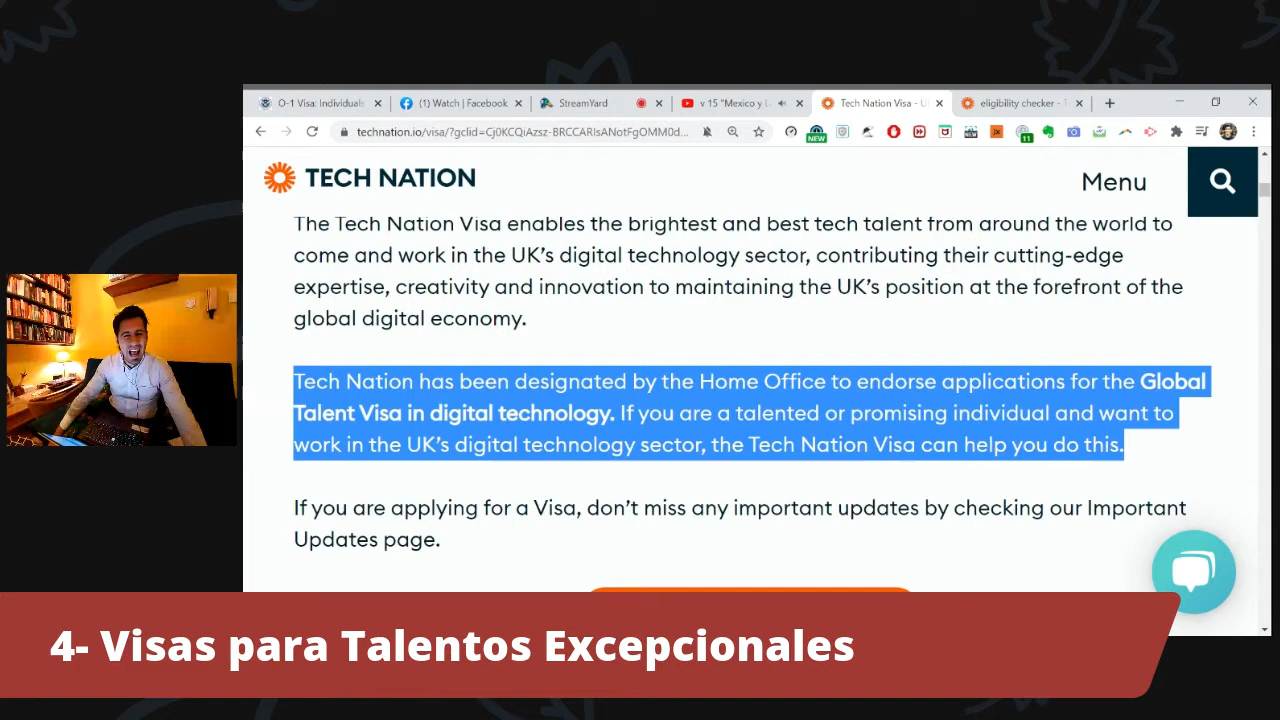 O-1 Visa: Individuals
(1) Watch | Facebook
StreamYard
v 15 "Mexico y L
Tech Nation Visa - U
eligibility checker - T
technation.io/visa/?gclid=Cj0KCQiAzsz-BRCCARIsANotFgOMM0d...
NEW
11
TECH NATION
Menu
The Tech Nation Visa enables the brightest and best tech talent from around the world to
come and work in the UK's digital technology sector, contributing their cutting-edge
expertise, creativity and innovation to maintaining the UK's position at the forefront of the
global digital economy.
Tech Nation has been designated by the Home Office to endorse applications for the Global
Talent Visa in digital technology. If you are a talented or promising individual and want to
work in the UK's digital technology sector, the Tech Nation Visa can help you do this.
If you are applying for a Visa, don't miss any important updates by checking our Important
Updates page.
4- Visas para Talentos Excepcionales